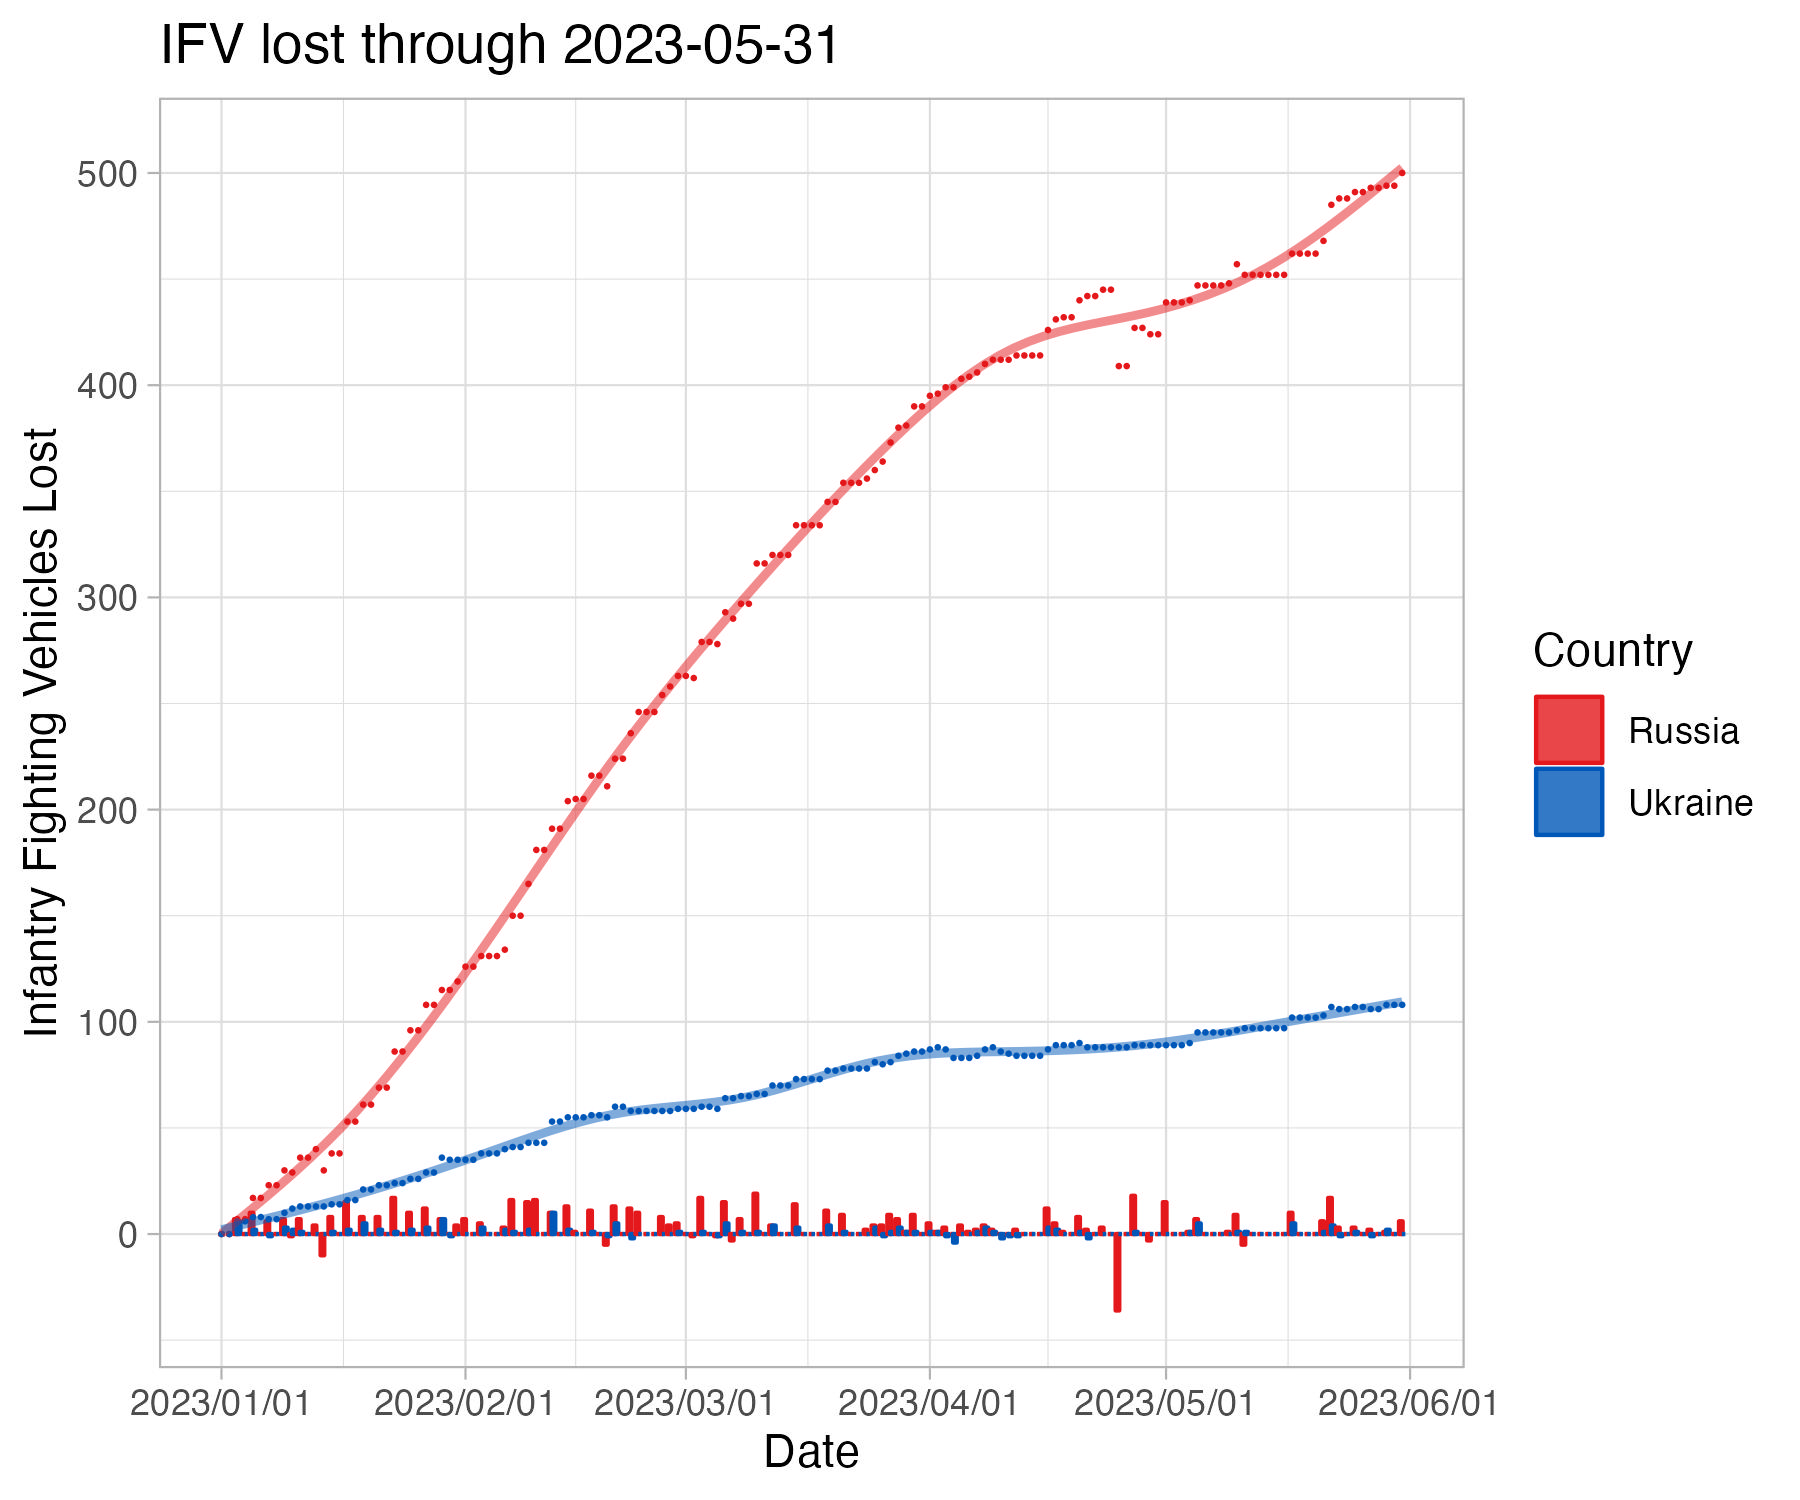 IFV lost through 2023-05-31
Infantry Fighting Vehicles Lost
500
400
300
200
100
0
2023/01/01 2023/02/01 2023/03/01 2023/04/01 2023/05/01 2023/06/01
Date
Country
Russia
Ukraine